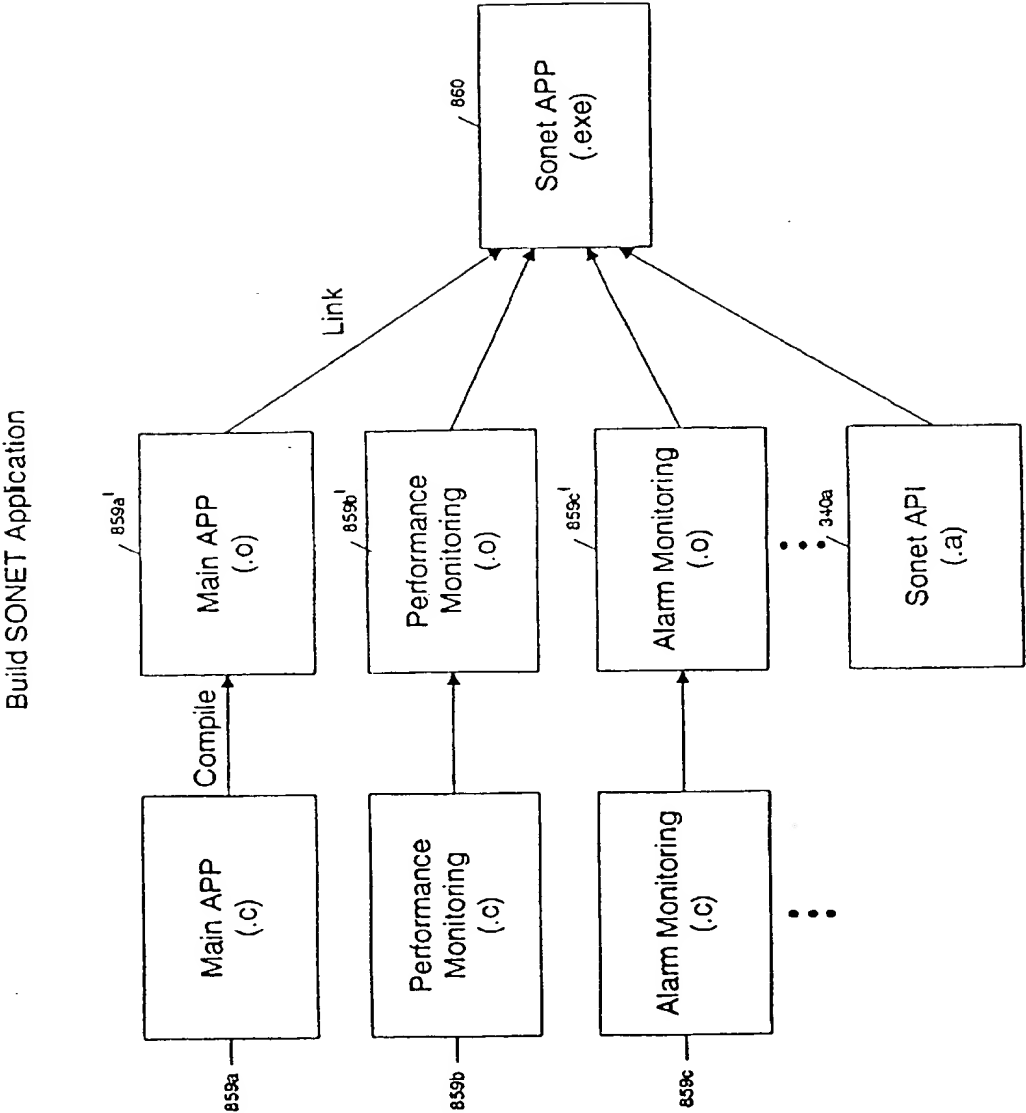 Build SONET Application
859a
Main APP
(.c)
Compile
859a'
Main APP
(.o)
Link
860
Sonet APP
(.exe)
859b
Performance
Monitoring
(.c)
859b'
Performance
Monitoring
(.o)
859c
Alarm Monitoring
(.c)
859c'
Alarm Monitoring
(.o)
340a
Sonet API
(.a)